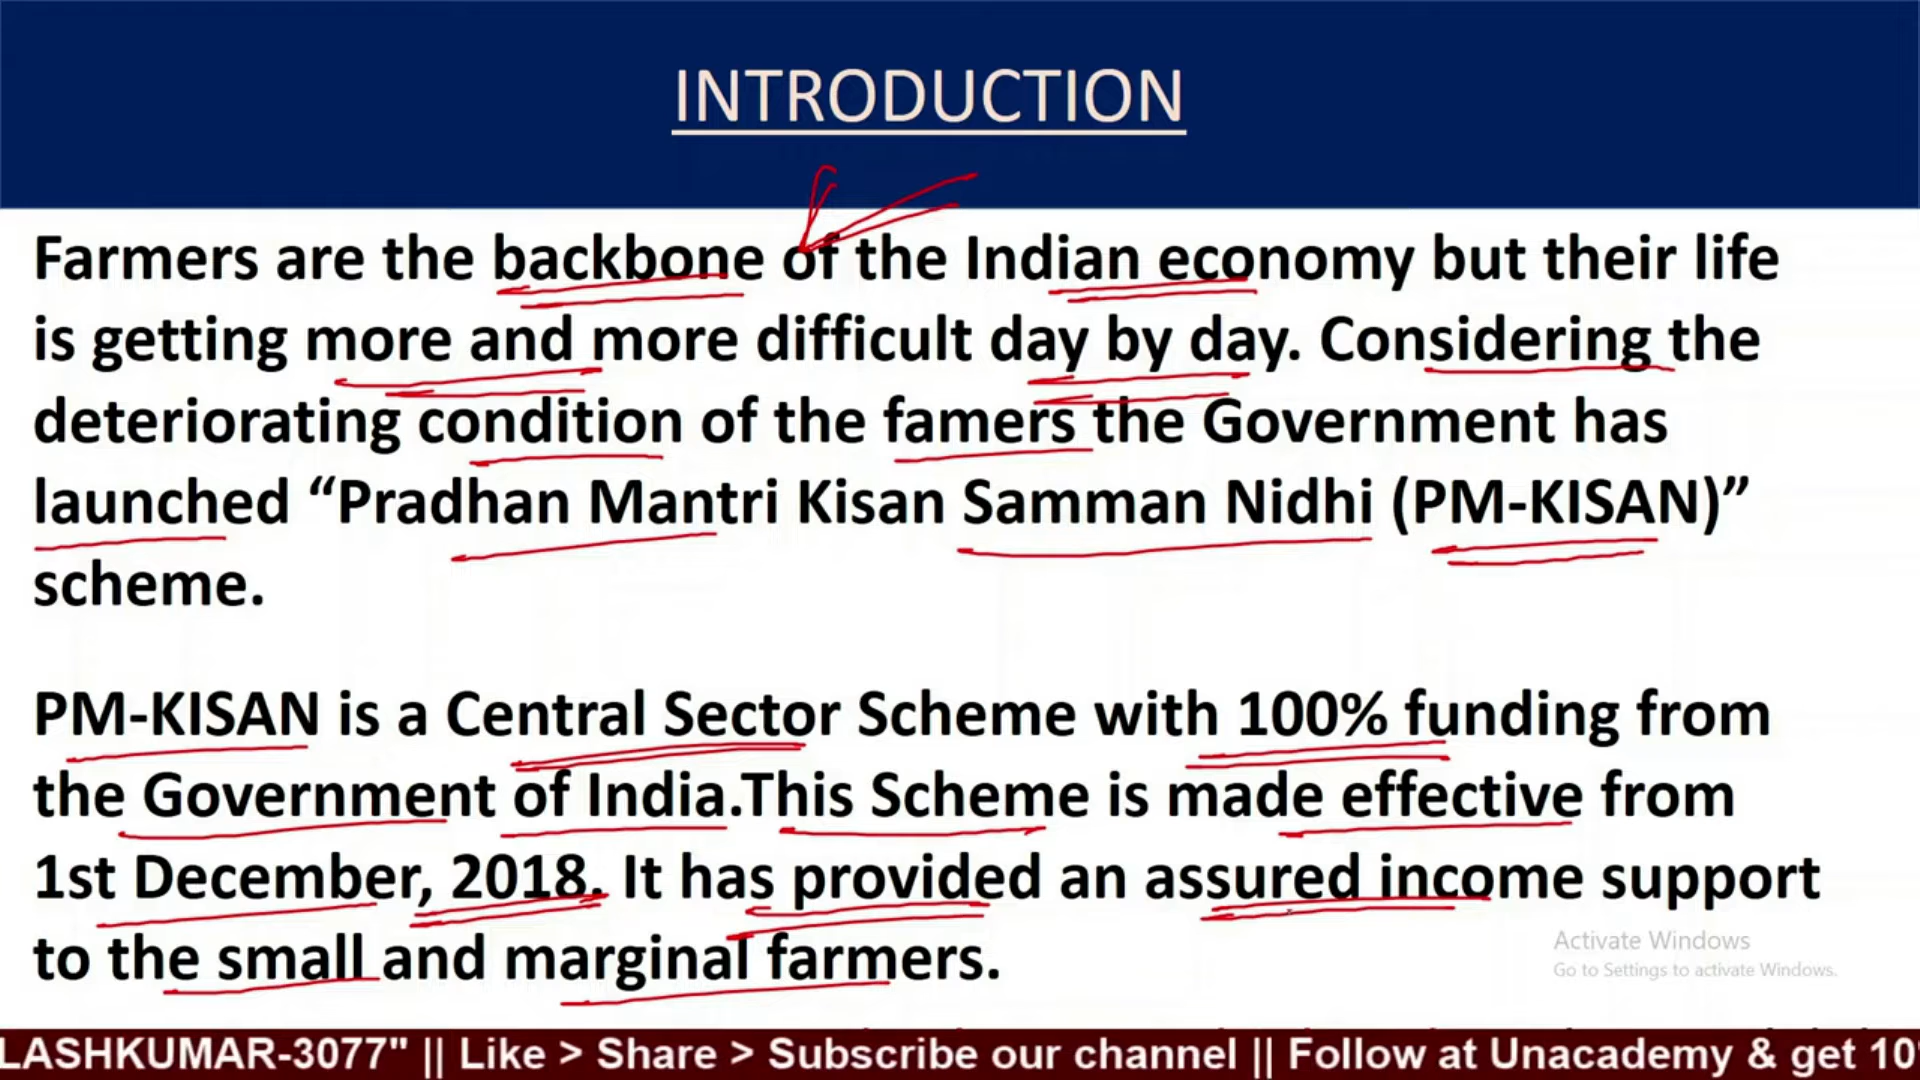 INTRODUCTION
Farmers are the backbone of the Indian economy but their life
is getting more and more difficult day by day. Considering the
deteriorating condition of the famers the Government has
launched “Pradhan Mantri Kisan Samman Nidhi (PM-KISAN)”
scheme.
PM-KISAN is a Central Sector Scheme with 100% funding from
the Government of India.This Scheme is made effective from
1st December, 2018. It has provided an assured income support
to the small and marginal farmers.
Activate Windows
Go to Settings to activate Windows.
LASHKUMAR-3077" || Like > Share > Subscribe our channel || Follow at Unacademy & get 10